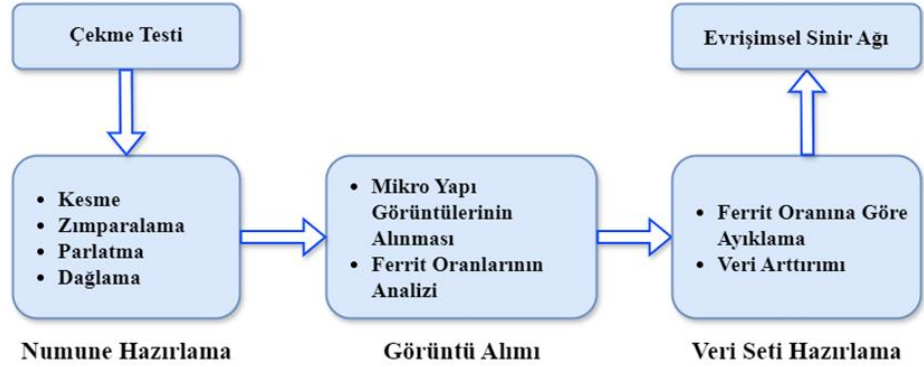 Çekme Testi
Evrişimsel Sinir Ağı
• Kesme
• Zımparalama
• Parlatma
• Dağlama
• Mikro Yapı
Görüntülerinin
Alınması
• Ferrit Oranlarının
Analizi
• Ferrit Oranına Göre
Ayıklama
• Veri Arttırımı
Numune Hazırlama
Görüntü Alımı
Veri Seti Hazırlama